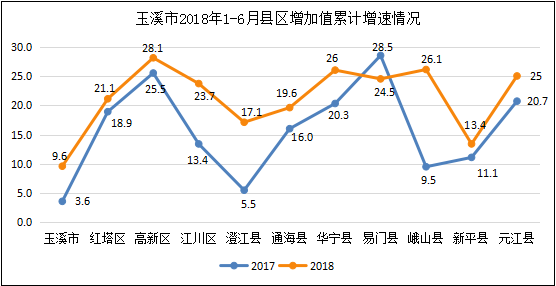 玉溪市2018年1-6月县区增加值累计增速情况
30.0
25.0
20.0
15.0
10.0
5.0
0.0
9.6 21.1 28.1 23.7 17.1 19.6 26 24.5 26.1 13.4 25
3.6 18.9 25.5 13.4 5.5 16.0 20.3 28.5 9.5 11.1 20.7
玉溪市 红塔区 高新区 江川区 澄江县 通海县 华宁县 易门县 峨山县 新平县 元江县
2017 2018